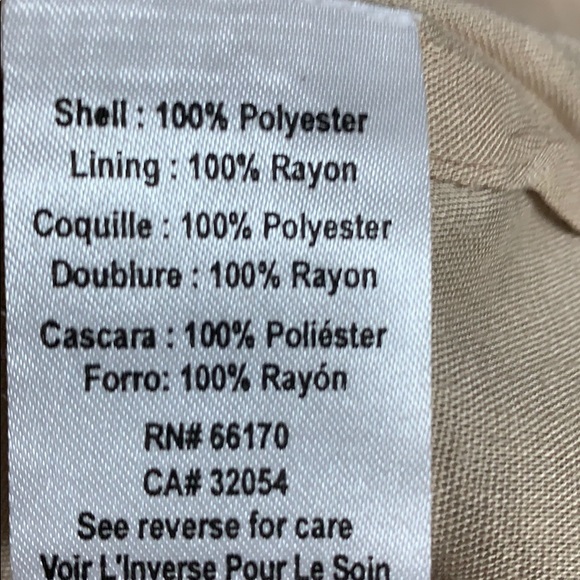 Shell : 100% Polyester
Lining : 100% Rayon
Coquille : 100% Polyester
Doublure : 100% Rayon
Cascara : 100% Poliéster
Forro: 100% Rayón
RN# 66170
CA# 32054
See reverse for care
Voir L'Inverse Pour Le Soin